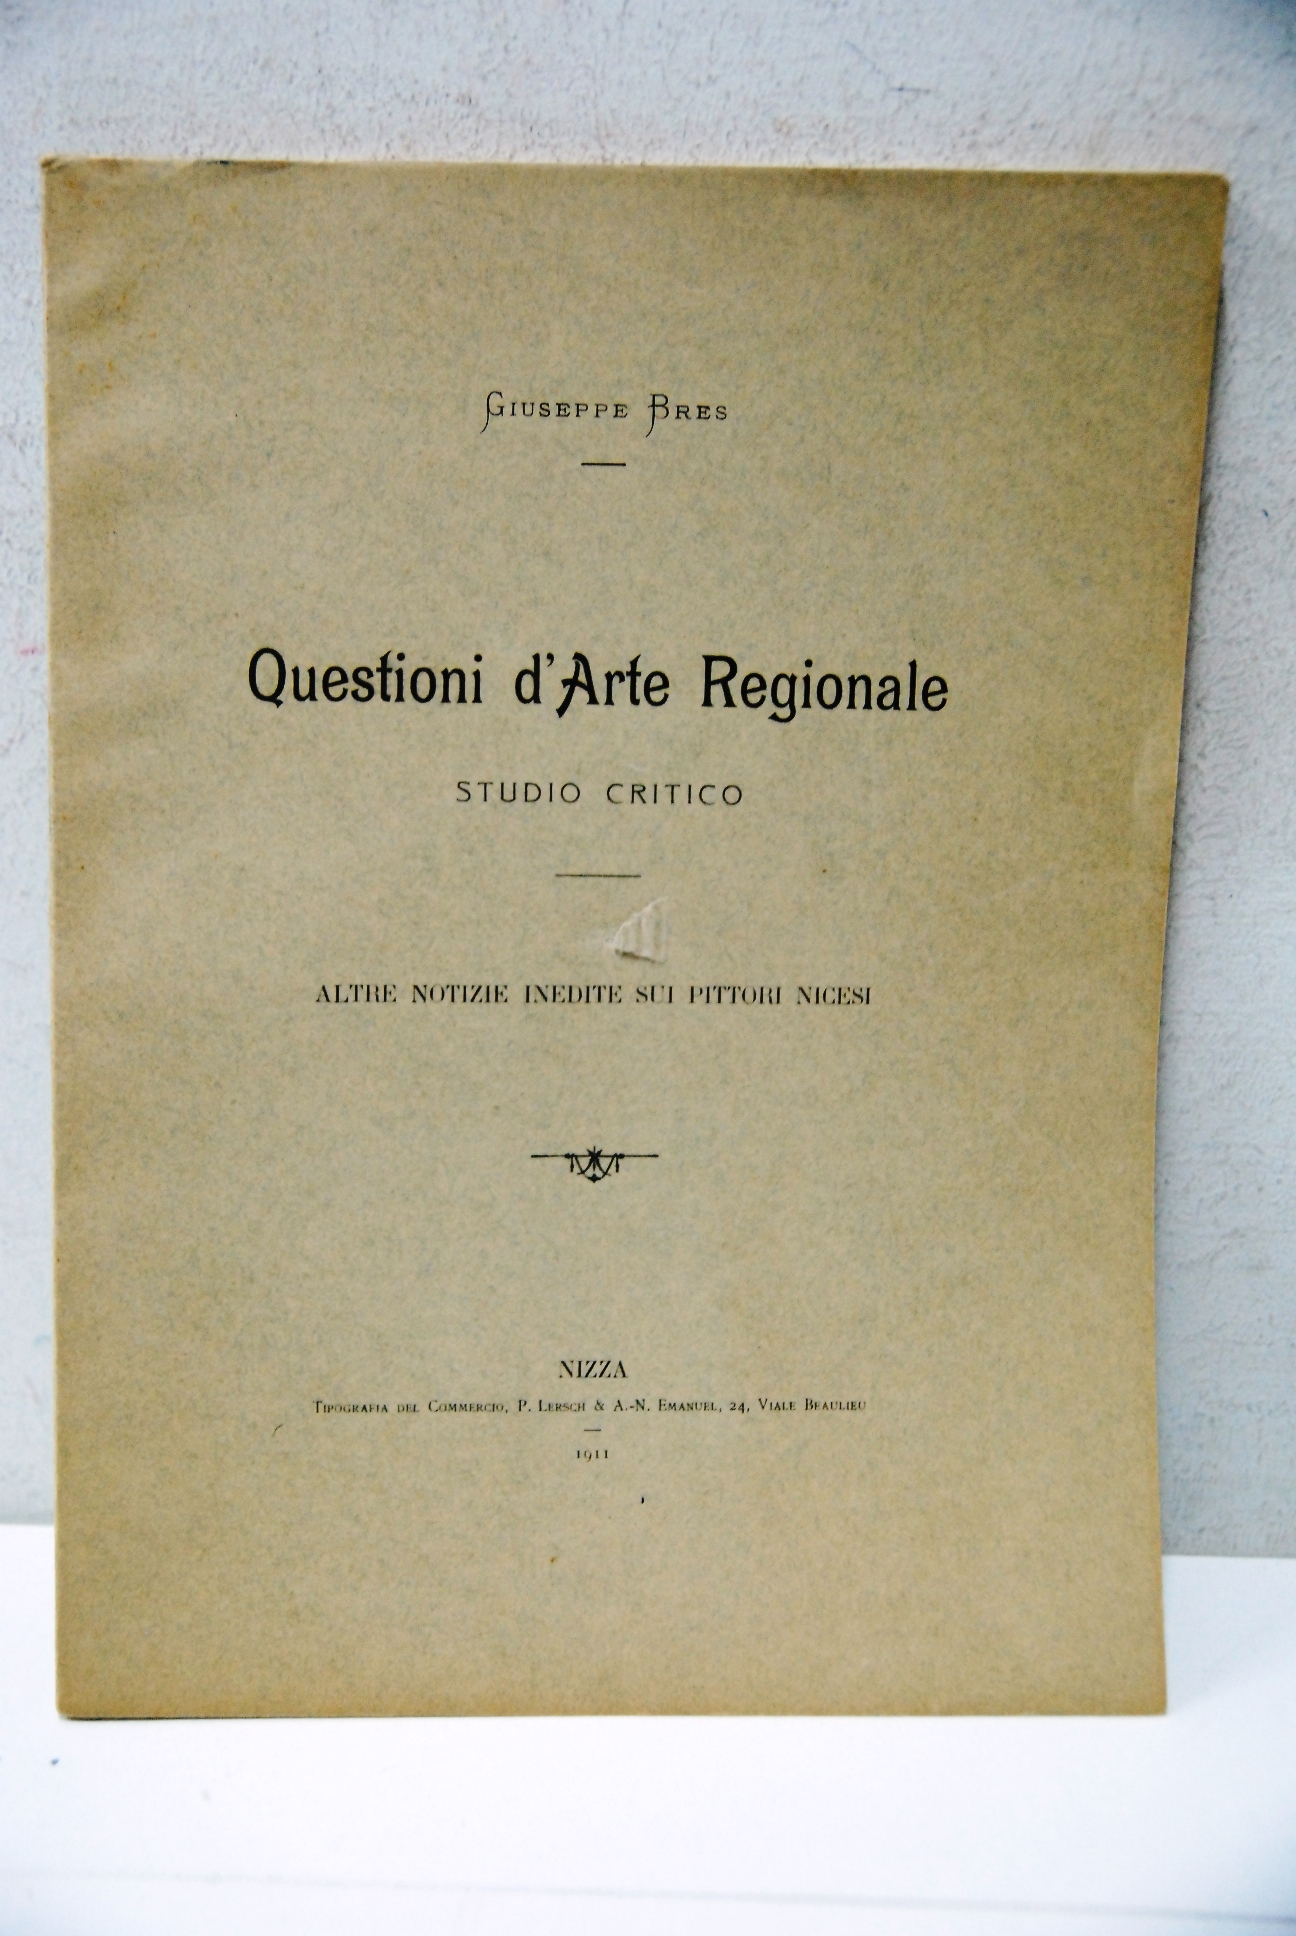 GIUSEPPE BRES
Questioni d'Arte Regionale
STUDIO CRITICO
ALTRE NOTIZIE INEDITE SUI PITTORI NICESI
NIZZA
TIPOGRAFIA DEL COMMERCIO, P. LERSCH & A.-N. EMANUEL, 24, VIALE BEAULIEU
1911